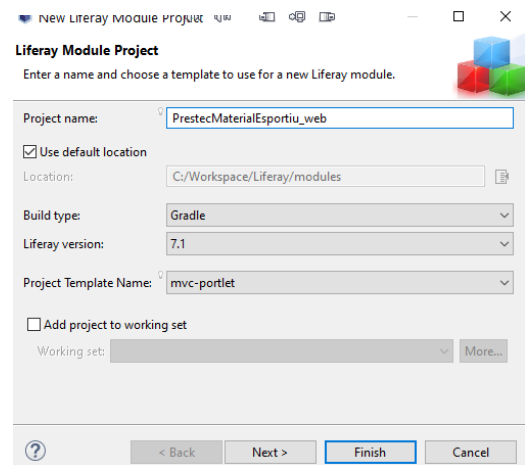 New Liferay Module Project
Liferay Module Project
Enter a name and choose a template to use for a new Liferay module.
Project name: PrestecMaterialEsportiu_web
Use default location
Location: C:/Workspace/Liferay/modules
Build type: Gradle
Liferay version: 7.1
Project Template Name: mvc-portlet
Add project to working set
Working set: More...
? < Back Next > Finish Cancel